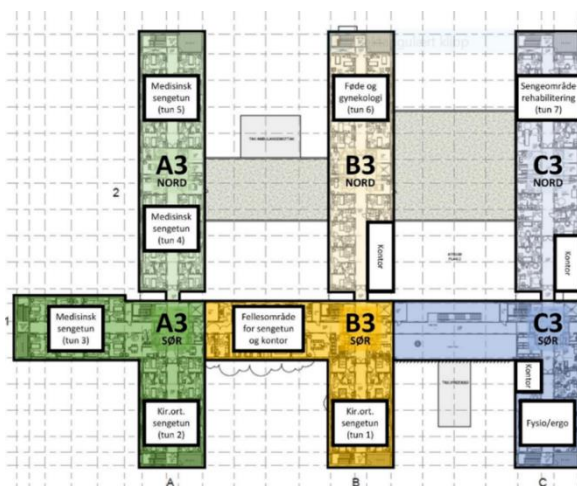 Medisinsk
sengetun
(tun 5)
Føde og
gynekologi
(tun 6)
Sengeområde
rehabilitering
(tun 7)
A3
NORD
B3
NORD
C3
NORD
2
Medisinsk
sengetun
(tun 4)
Kontor
Kontor
Medisinsk
sengetun
(tun 3)
A3
SØR
Fellesområde
for sengetun
og kontor
B3
SØR
C3
SØR
Kontor
Kir.ort.
sengetun
(tun 2)
Kir.ort.
sengetun
(tun 1)
Fysio/ergo
A
B
C